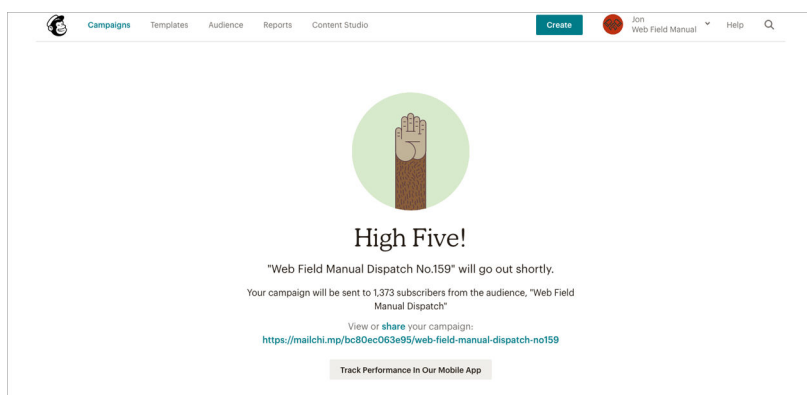 Campaigns Templates Audience Reports Content Studio Create Jon Help
Web Field Manual
High Five!
"Web Field Manual Dispatch No.159" will go out shortly.
Your campaign will be sent to 1,373 subscribers from the audience, "Web Field
Manual Dispatch"
View or share your campaign:
https://mailchi.mp/bc80ec063e95/web-field-manual-dispatch-no159
Track Performance In Our Mobile App